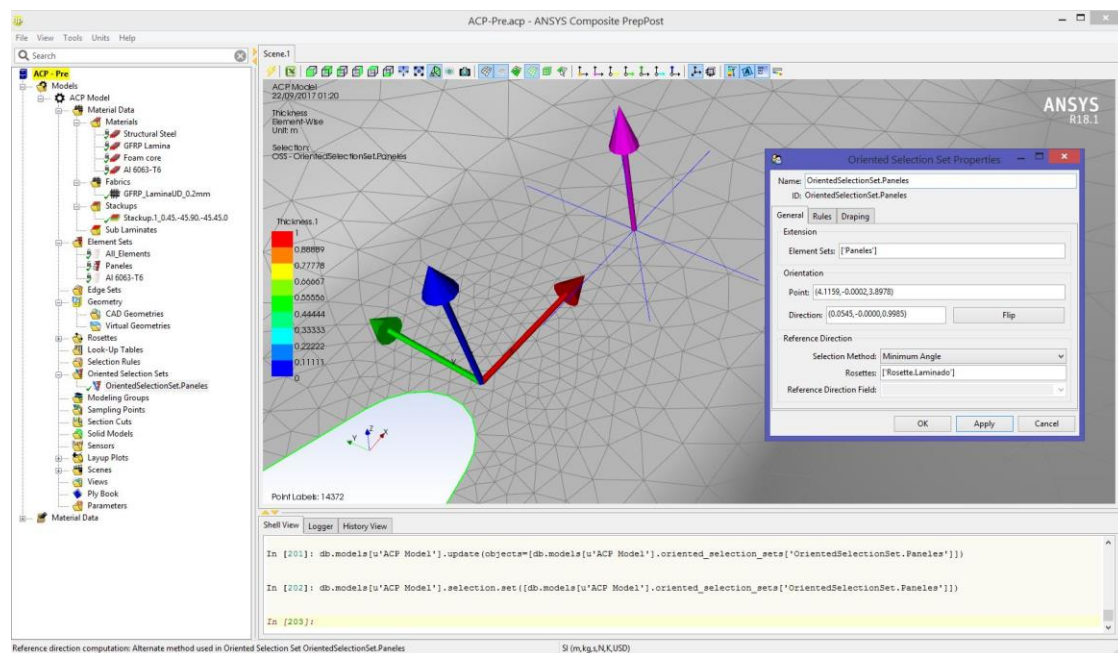 ACP-Pre.acp - ANSYS Composite PrepPost
File View Tools Units Help
Search
ACP - Pre
Models
ACP Model
Material Data
Materials
Structural Steel
GFRP Lamina
Foam core
Al 6063-T6
Fabrics
GFRP_LaminaUD_0.2mm
Stackups
Stackup.1_0.45.-45.90.-45.45.0
Sub Laminates
Element Sets
All_Elements
Paneles
Al 6063-T6
Edge Sets
Geometry
CAD Geometries
Virtual Geometries
Rosettes
Look-Up Tables
Selection Rules
Oriented Selection Sets
OrientedSelectionSet.Paneles
Modeling Groups
Sampling Points
Section Cuts
Solid Models
Sensors
Layup Plots
Scenes
Views
Ply Book
Parameters
Material Data
Scene.1
ACP Model
22/09/2017 01:20
Thickness
Element-Wise
Unit: m
Selection:
OSS - OrientedSelectionSet.Paneles
Thickness.1
1
0.88889
0.77778
0.66667
0.55556
0.44444
0.33333
0.22222
0.11111
0
Y
Z
X
Point Labels: 14372
ANSYS
R18.1
Oriented Selection Set Properties
Name: OrientedSelectionSet.Paneles
ID: OrientedSelectionSet.Paneles
General Rules Draping
Extension
Element Sets: ['Paneles']
Orientation
Point: (4.1159,-0.0002,3.8978)
Direction: (0.0545,-0.0000,0.9985) Flip
Reference Direction
Selection Method: Minimum Angle
Rosettes: ['Rosette.Laminado']
Reference Direction Field:
OK Apply Cancel
Shell View Logger History View
In [201]: db.models[u'ACP Model'].update(objects=[db.models[u'ACP Model'].oriented_selection_sets['OrientedSelectionSet.Paneles']])
In [202]: db.models[u'ACP Model'].selection.set([db.models[u'ACP Model'].oriented_selection_sets['OrientedSelectionSet.Paneles']])
In [203]:
Reference direction computation: Alternate method used in Oriented Selection Set OrientedSelectionSet.Paneles SI (m,kg,s,N,K,USD)